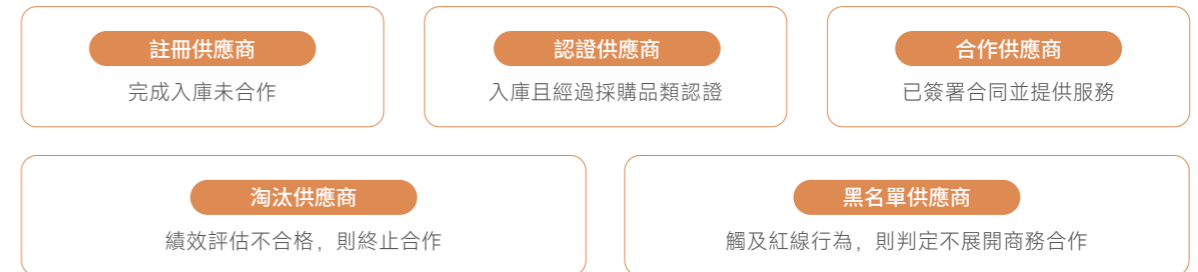 註冊供應商
完成入庫未合作
認證供應商
入庫且經過採購品類認證
合作供應商
已簽署合同並提供服務
淘汰供應商
績效評估不合格，則終止合作
黑名單供應商
觸及紅線行為，則判定不展開商務合作